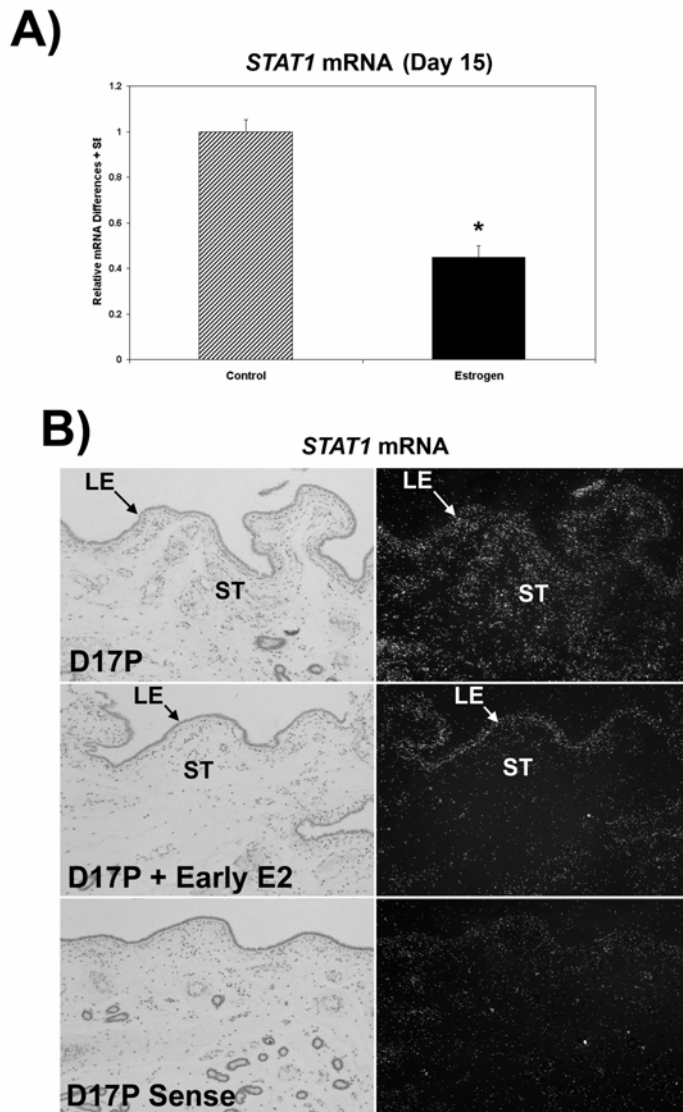 A)
STAT1 mRNA (Day 15)
Relative mRNA Differences + SE
1.2
1
0.8
0.6
0.4
0.2
0
*
Control
Estrogen
B)
STAT1 mRNA
LE
ST
D17P
LE
ST
LE
ST
D17P + Early E2
LE
ST
D17P Sense